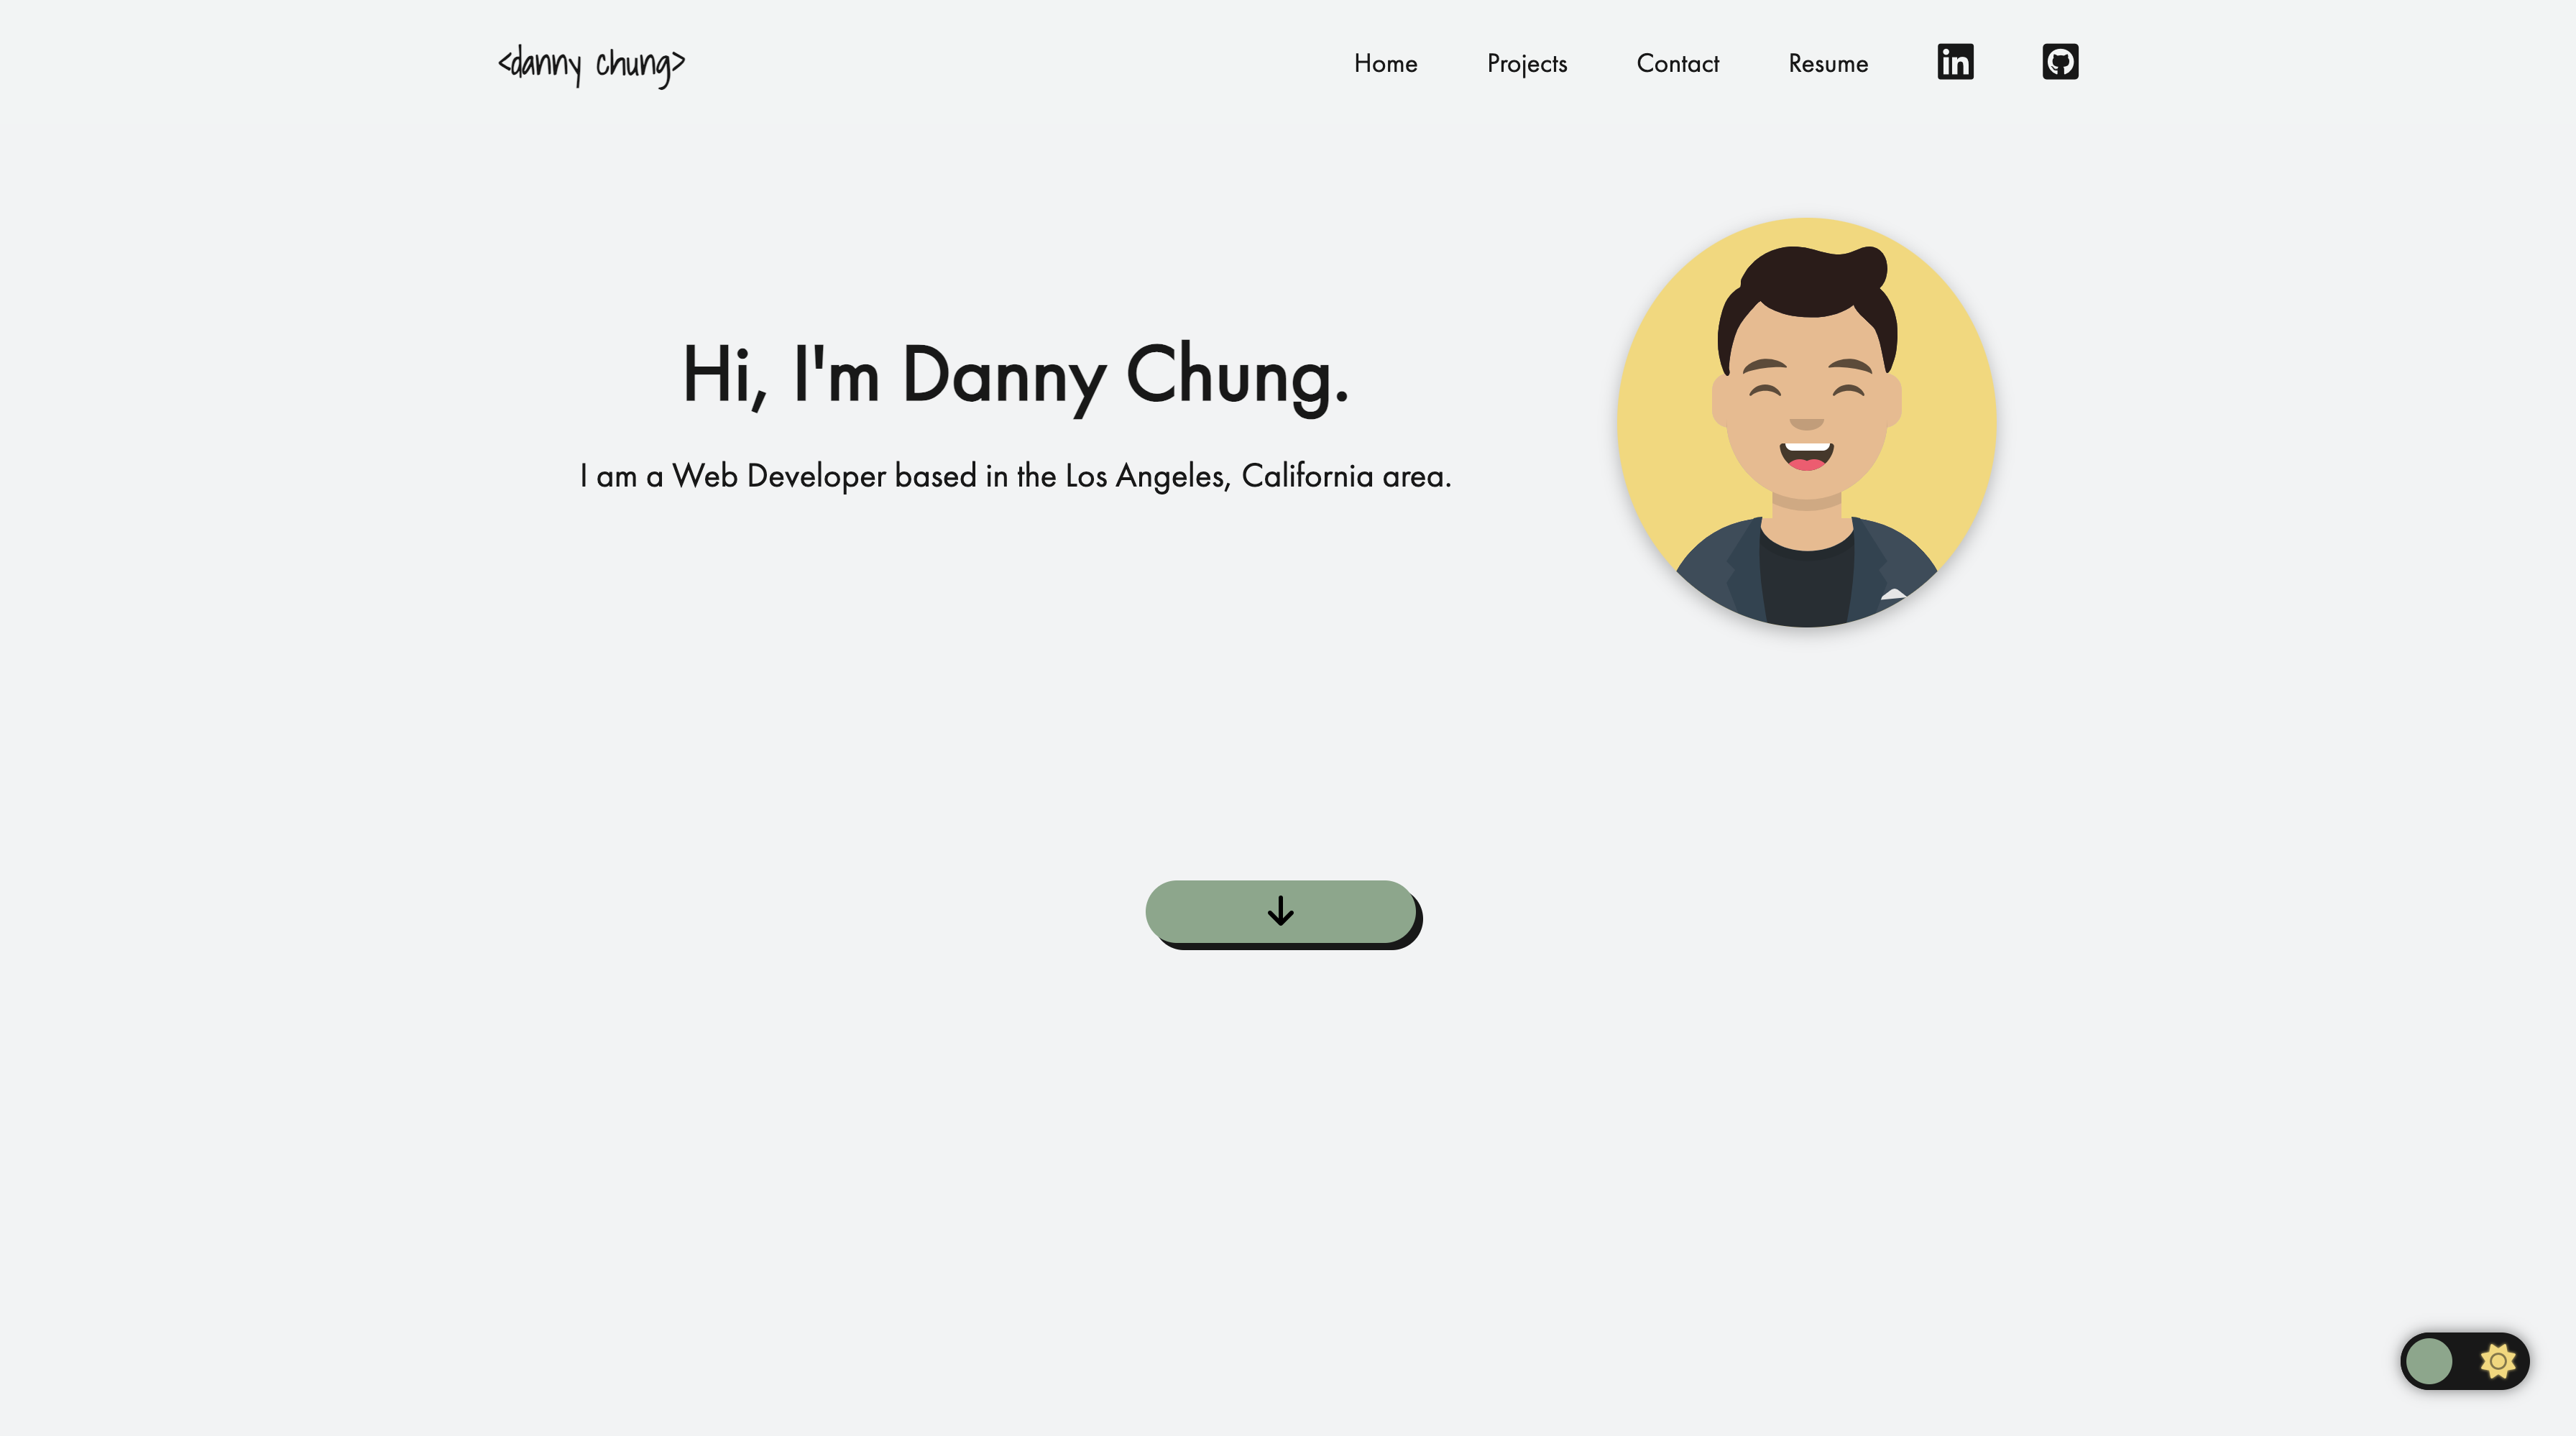 <danny chung>
Home Projects Contact Resume in
Hi, I'm Danny Chung.
I am a Web Developer based in the Los Angeles, California area.